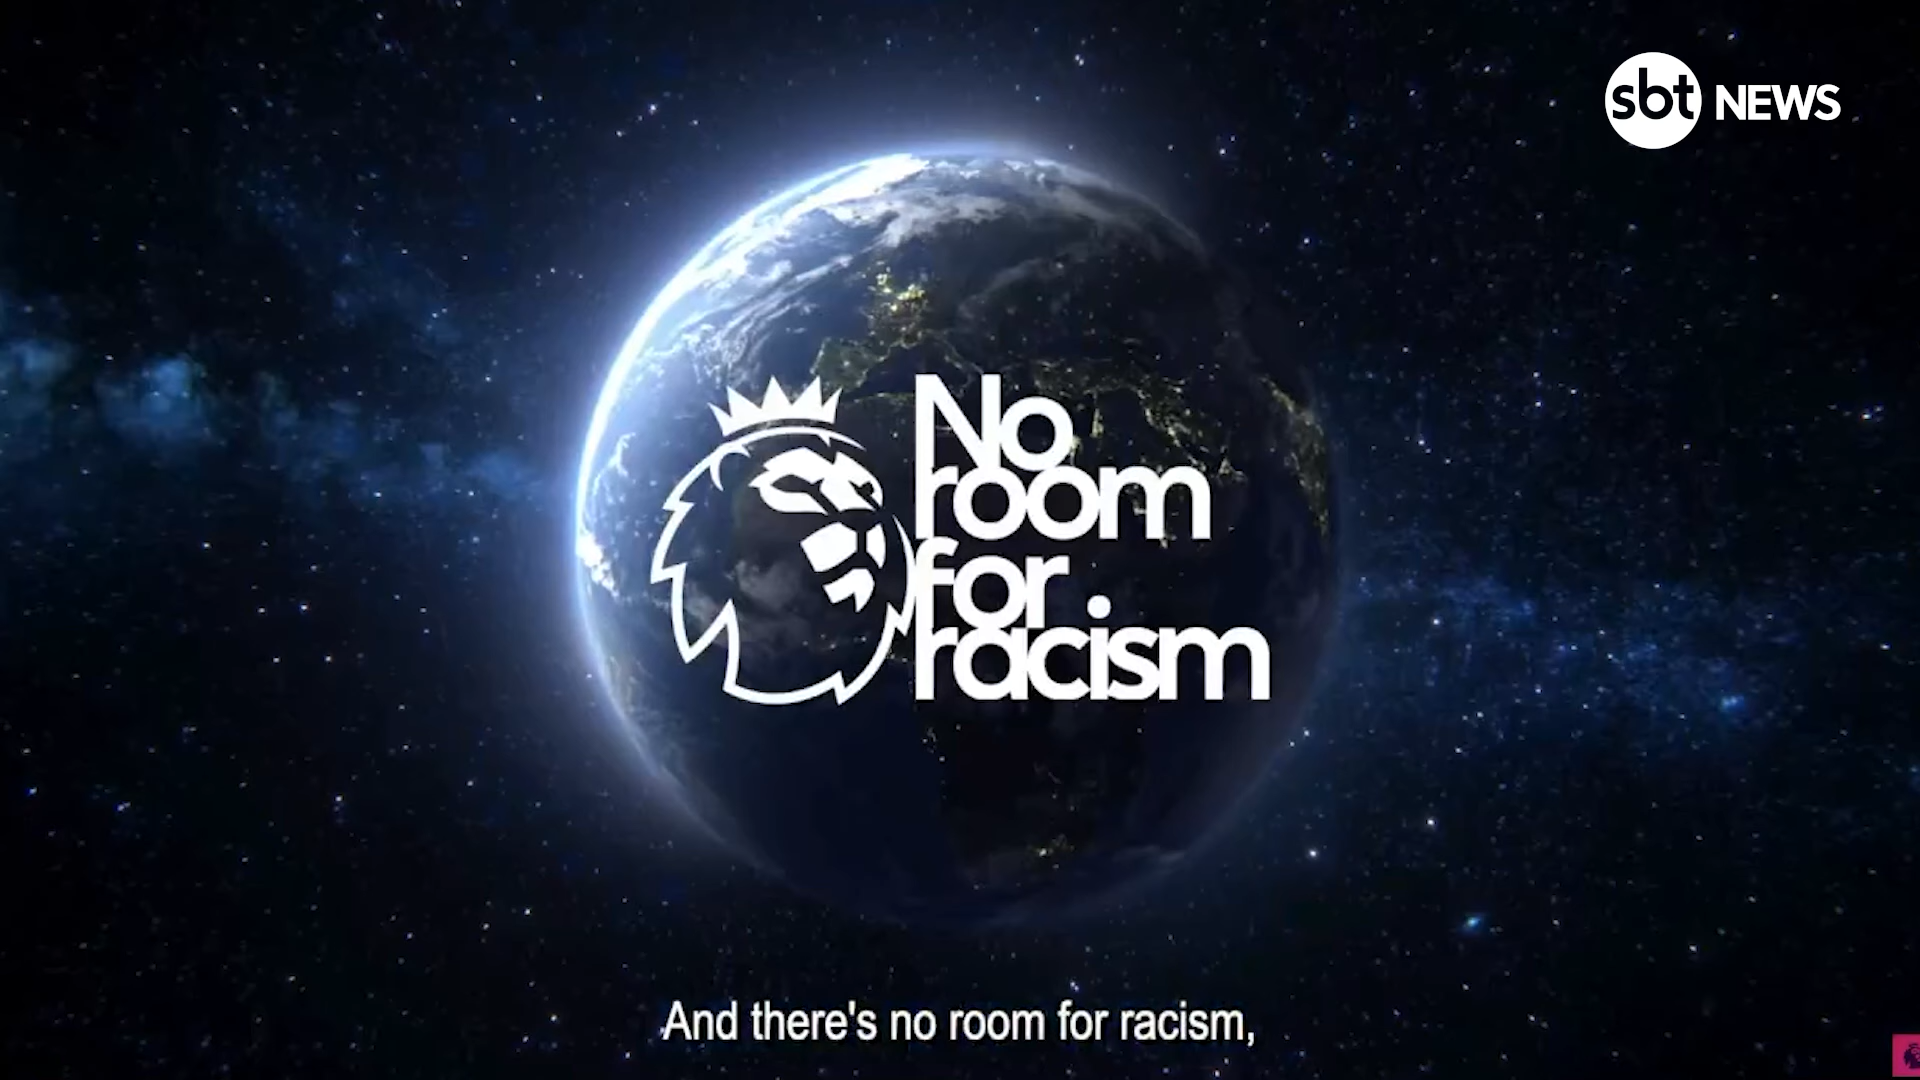 sbt NEWS
No
room
for
racism
And there's no room for racism,